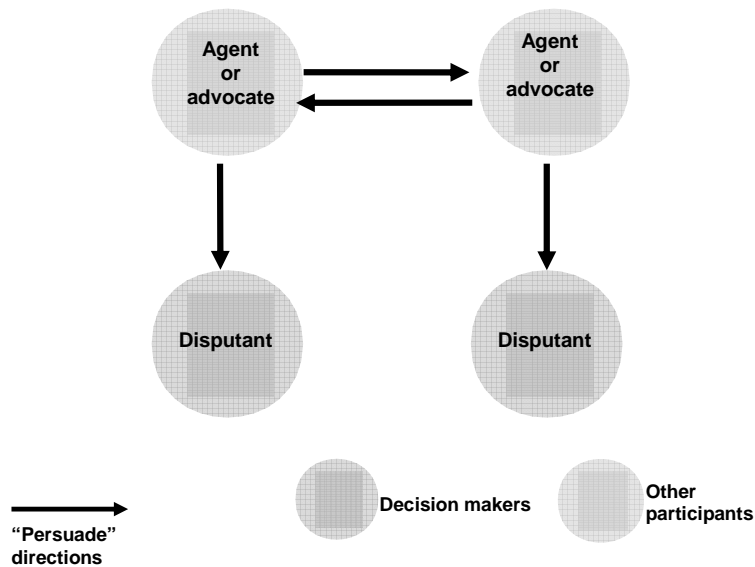 Agent
or
advocate
Agent
or
advocate
Disputant
Disputant
Decision makers
Other
participants
“Persuade”
directions